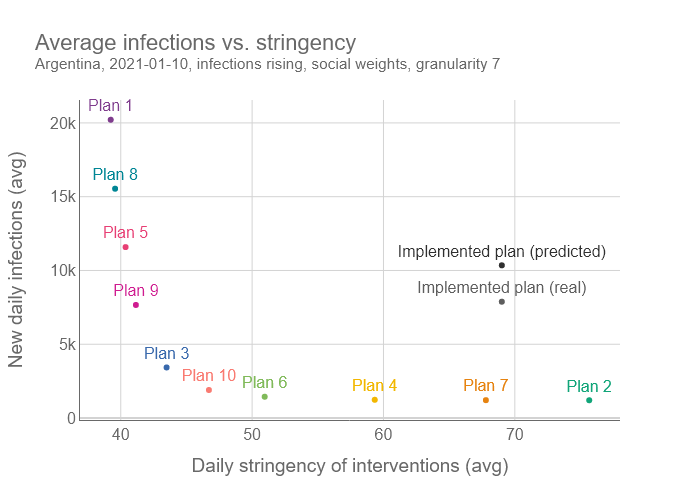 Average infections vs. stringency
Argentina, 2021-01-10, infections rising, social weights, granularity 7
New daily infections (avg)
20k
15k
10k
5k
0
Plan 1
Plan 8
Plan 5
Implemented plan (predicted)
Plan 9
Implemented plan (real)
Plan 3
Plan 10
Plan 6
Plan 4
Plan 7
Plan 2
40
50
60
70
Daily stringency of interventions (avg)